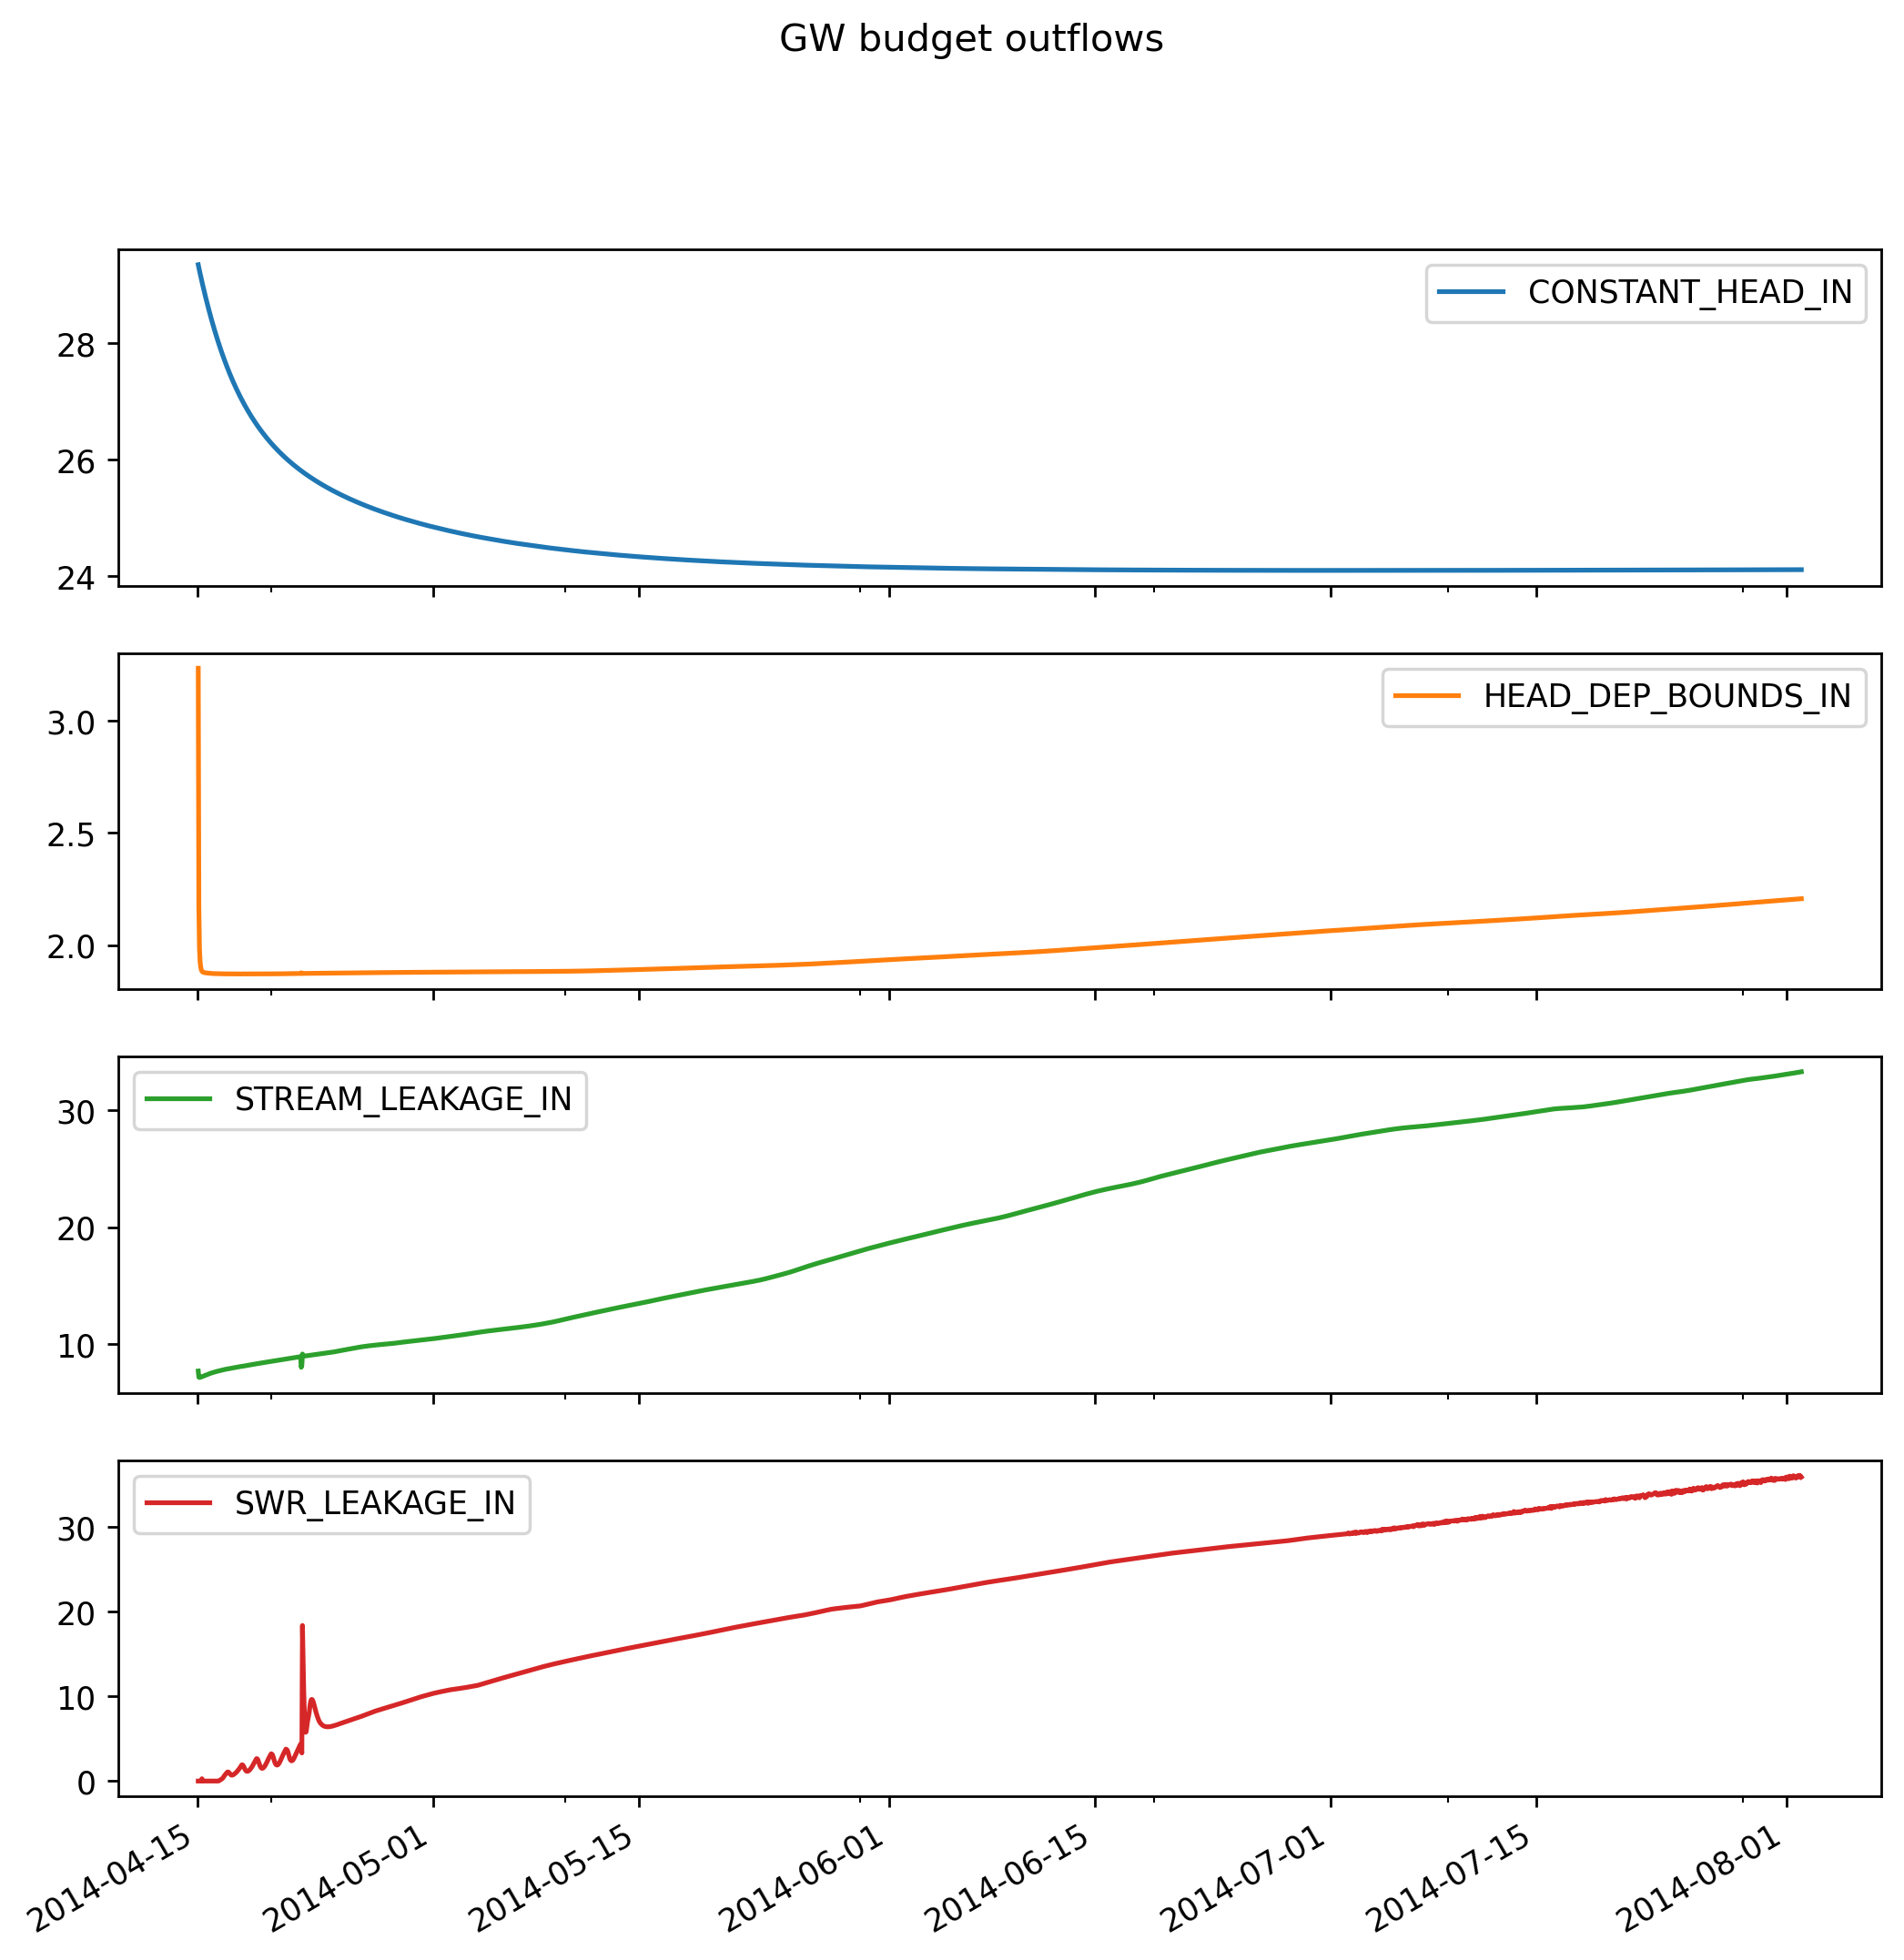 GW budget outflows
CONSTANT_HEAD_IN
28
26
24
HEAD_DEP_BOUNDS_IN
3.0
2.5
2.0
STREAM_LEAKAGE_IN
30
20
10
SWR_LEAKAGE_IN
30
20
10
0
2014-04-15 2014-05-01 2014-05-15 2014-06-01 2014-06-15 2014-07-01 2014-07-15 2014-08-01